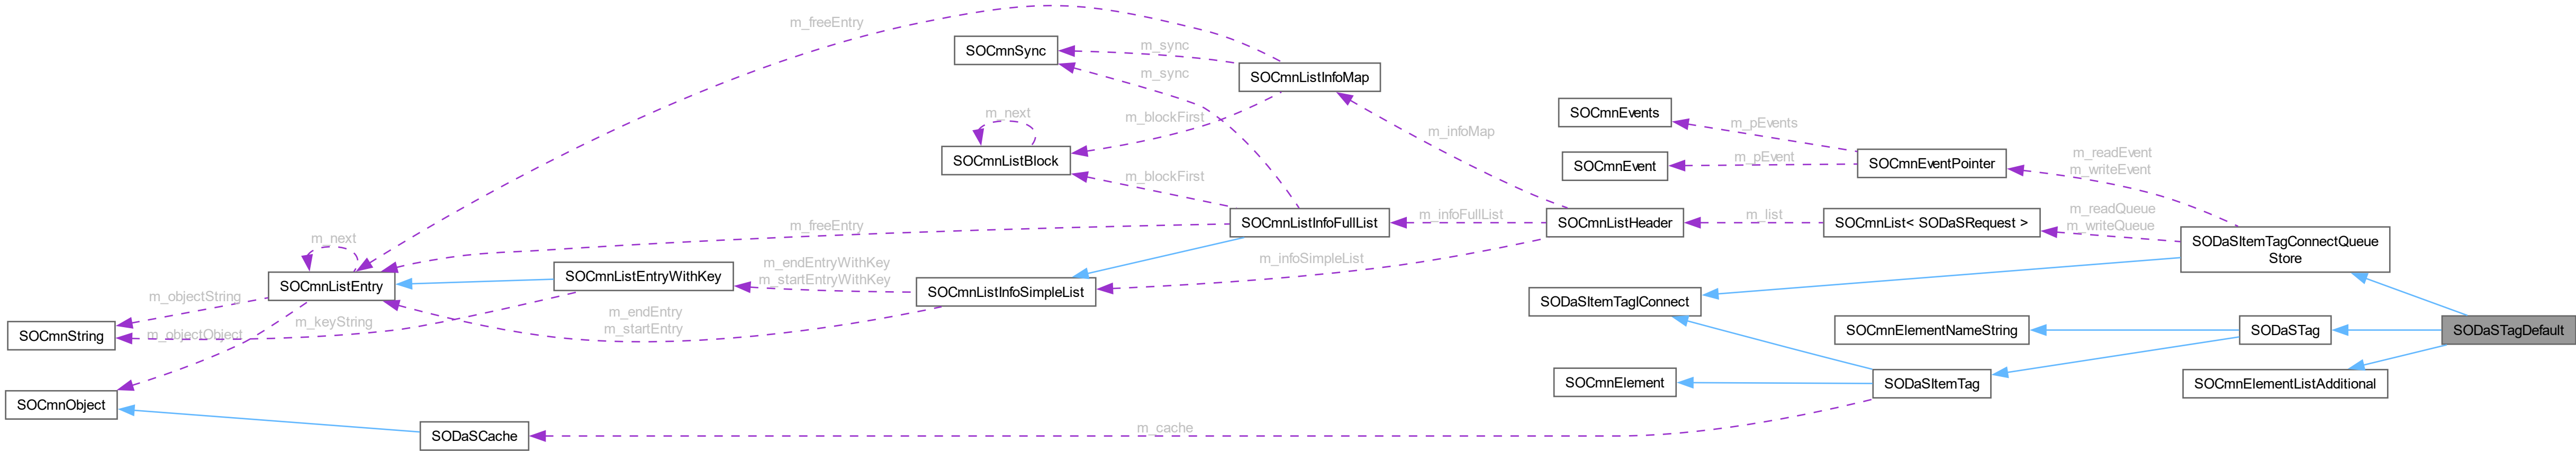 m_freeEntry
SOCmnSync
m_sync
m_sync
SOCmnListInfoMap
m_next
m_blockFirst
SOCmnListBlock
m_blockFirst
m_infoMap
SOCmnEvents
m_pEvents
SOCmnEvent
m_pEvent
SOCmnEventPointer
m_readEvent
m_writeEvent
m_freeEntry
SOCmnListInfoFullList
m_infoFullList
SOCmnListHeader
m_list
SOCmnList< SODaSRequest >
m_readQueue
m_writeQueue
SODaSItemTagConnectQueue
Store
m_next
SOCmnListEntry
SOCmnListEntryWithKey
m_endEntryWithKey
m_startEntryWithKey
SOCmnListInfoSimpleList
m_infoSimpleList
SODaSItemTagIConnect
m_objectString
m_keyString
m_endEntry
m_startEntry
SOCmnString
m_objectObject
SOCmnElementNameString
SODaSTag
SODaSTagDefault
SOCmnElement
SODaSItemTag
SOCmnElementListAdditional
SOCmnObject
SODaSCache
m_cache